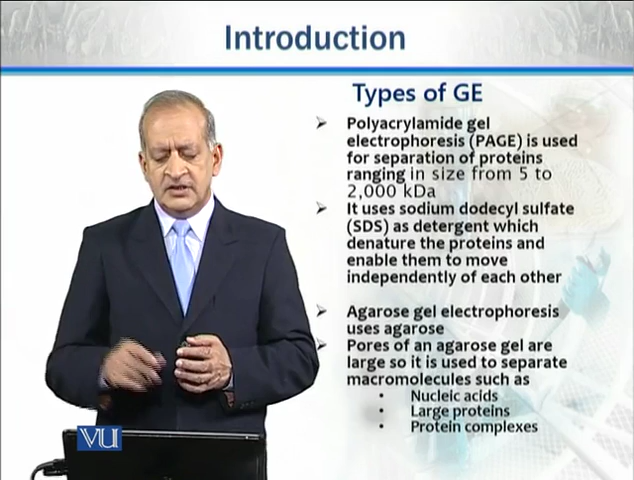 Introduction
Types of GE
Polyacrylamide gel
electrophoresis (PAGE) is used
for separation of proteins
ranging in size from 5 to
2,000 kDa
It uses sodium dodecyl sulfate
(SDS) as detergent which
denature the proteins and
enable them to move
independently of each other
Agarose gel electrophoresis
uses agarose
Pores of an agarose gel are
large so it is used to separate
macromolecules such as
• Nucleic acids
• Large proteins
• Protein complexes
VU